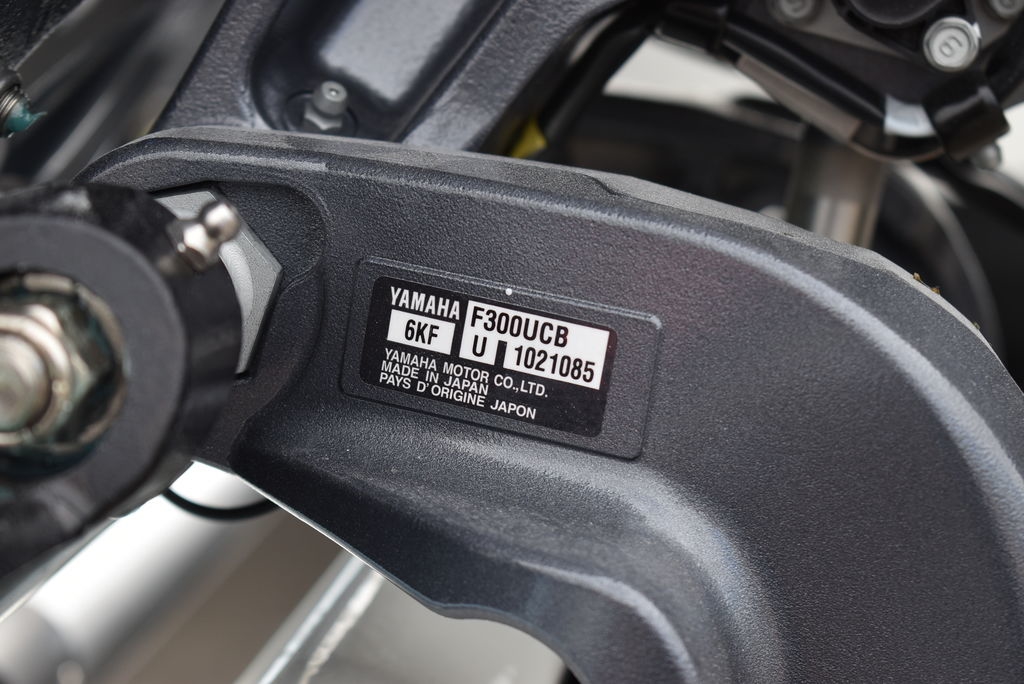 YAMAHA F300UCB
6KF U 1021085
YAMAHA MOTOR CO.,LTD.
MADE IN JAPAN
PAYS D'ORIGINE JAPON